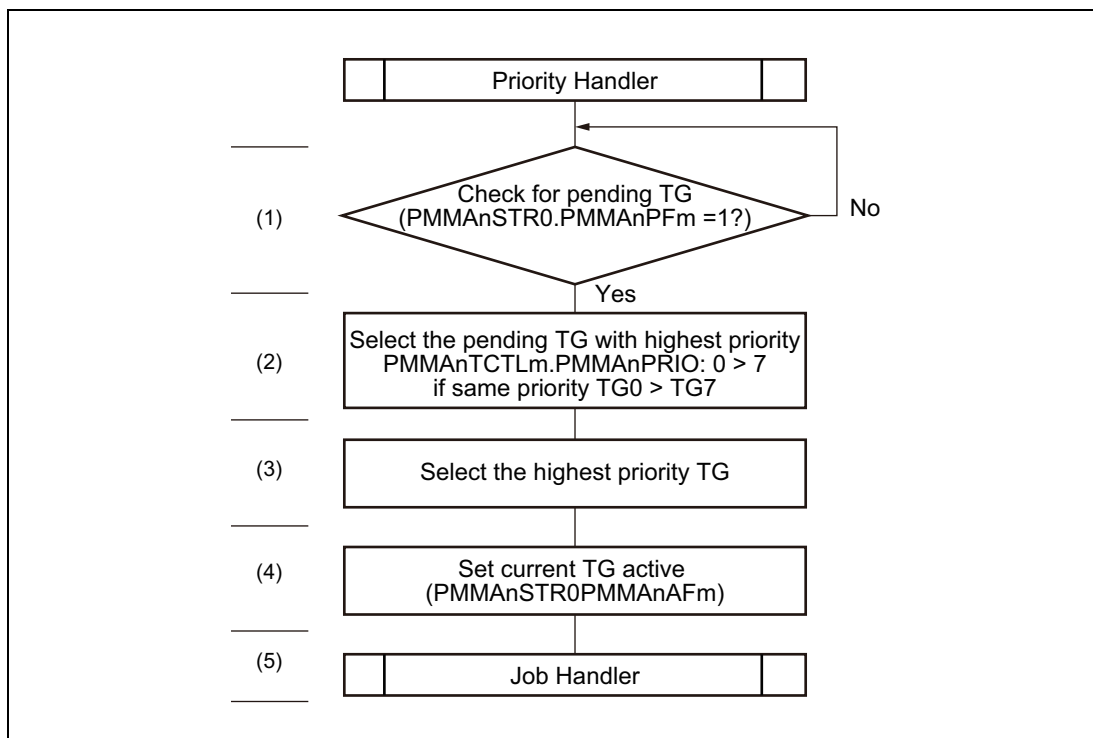 Priority Handler
(1)
Check for pending TG
(PMMAnSTR0.PMMAnPFm =1?)
No
Yes
(2)
Select the pending TG with highest priority
PMMAnTCTLm.PMMAnPRIO: 0 > 7
if same priority TG0 > TG7
(3)
Select the highest priority TG
(4)
Set current TG active
(PMMAnSTR0PMMAnAFm)
(5)
Job Handler